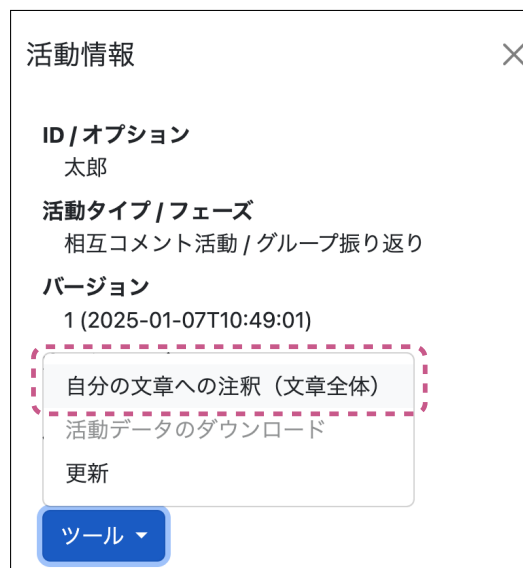 活動情報
ID / オプション
太郎
活動タイプ / フェーズ
相互コメント活動 / グループ振り返り
バージョン
1 (2025-01-07T10:49:01)
自分の文章への注釈（文章全体）
活動データのダウンロード
更新
ツール